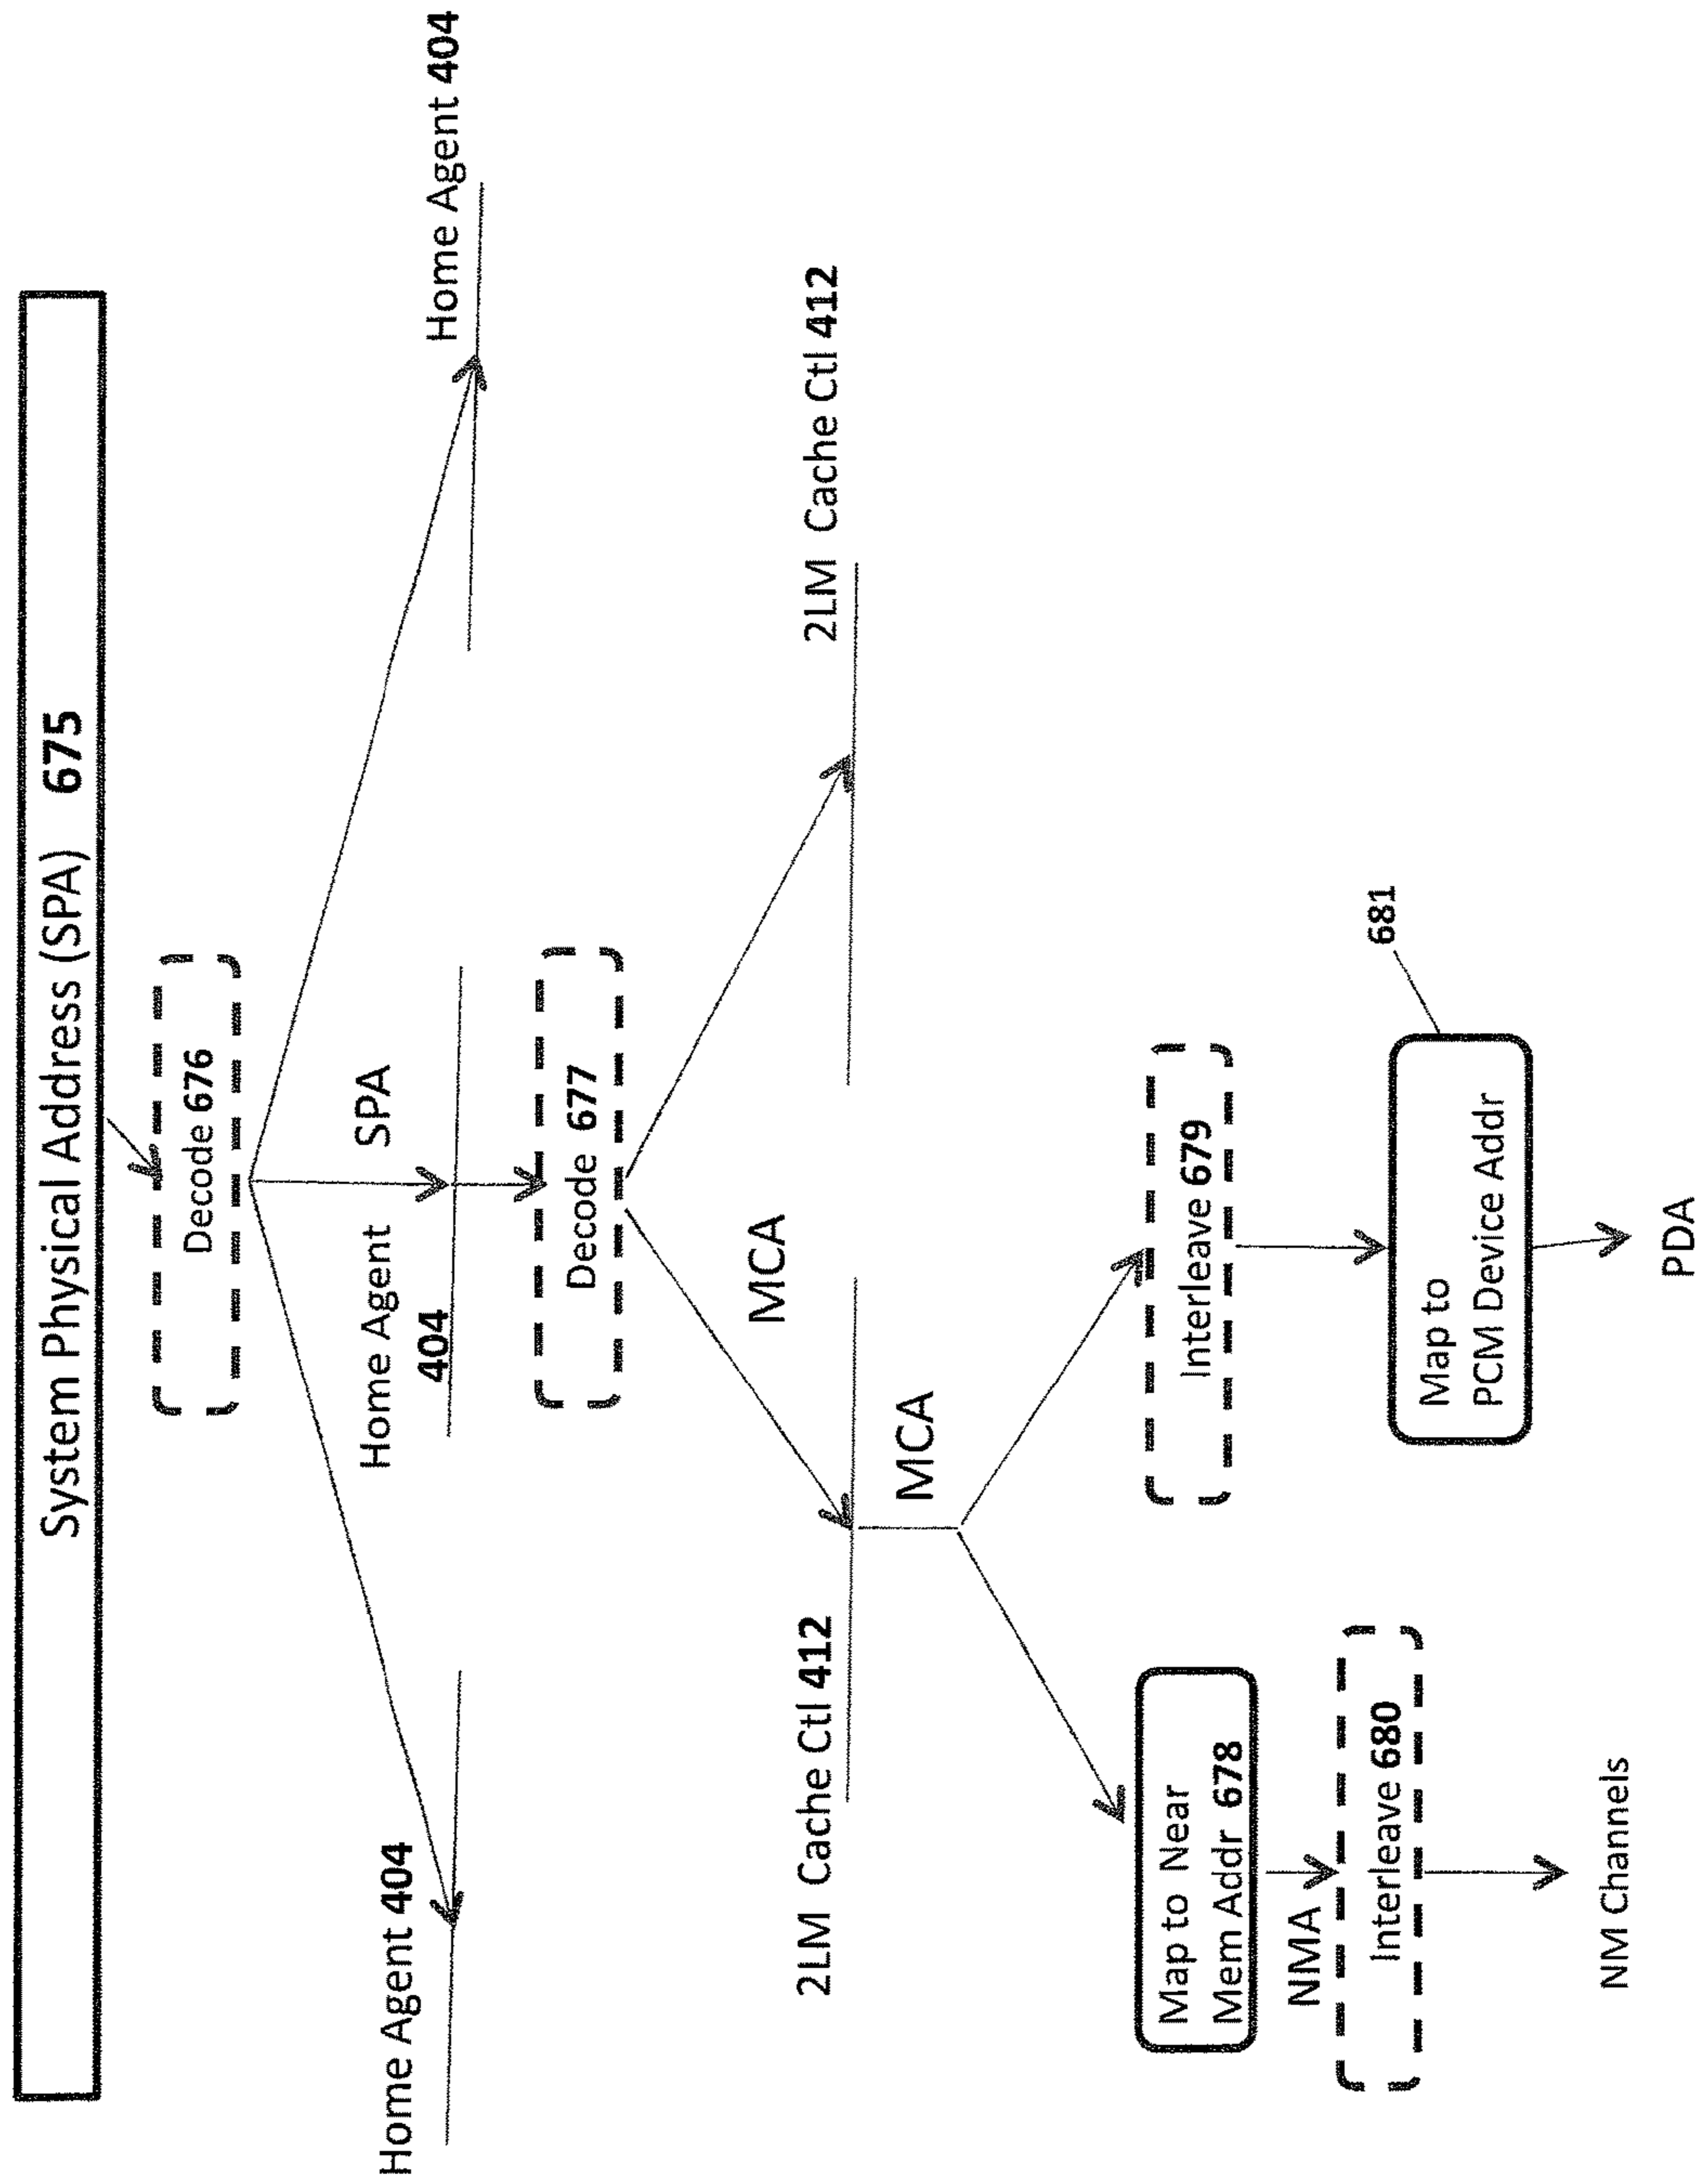 System Physical Address (SPA) 675
Decode 676
Home Agent 404
Home Agent
404
SPA
Home Agent 404
Decode 677
MCA
2LM Cache Ctl 412
2LM Cache Ctl 412
MCA
Map to Near
Mem Addr 678
Interleave 679
NMA
Interleave 680
681
Map to
PCM Device Addr
NM Channels
PDA